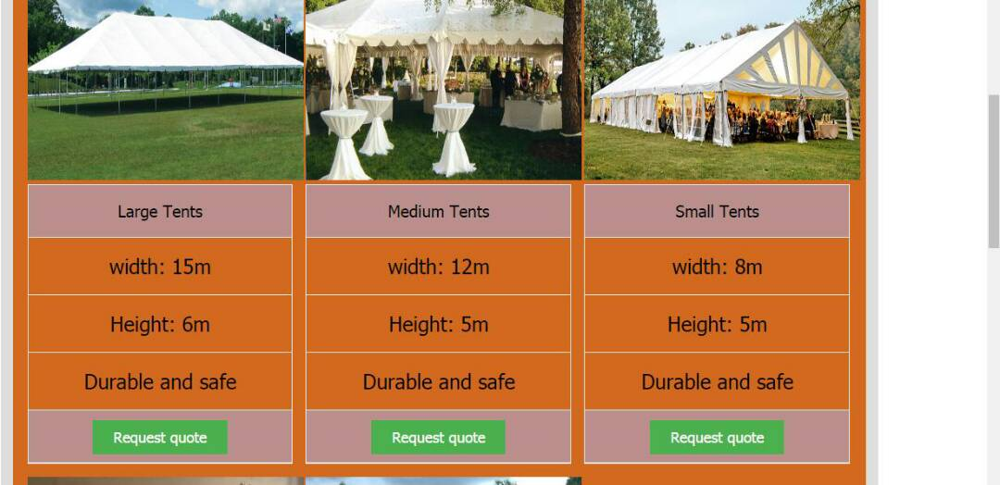 Large Tents
width: 15m
Height: 6m
Durable and safe
Request quote
Medium Tents
width: 12m
Height: 5m
Durable and safe
Request quote
Small Tents
width: 8m
Height: 5m
Durable and safe
Request quote